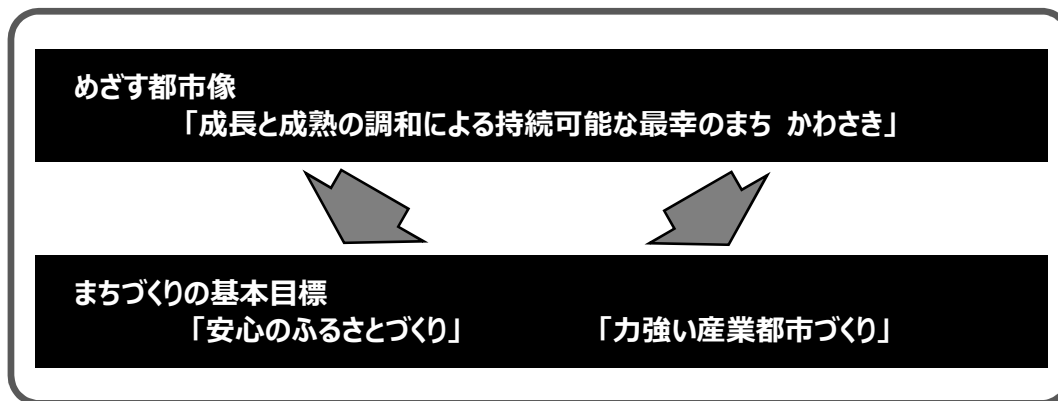 めざす都市像
「成長と成熟の調和による持続可能な最幸のまち かわさき」
まちづくりの基本目標
「安心のふるさとづくり」 「力強い産業都市づくり」